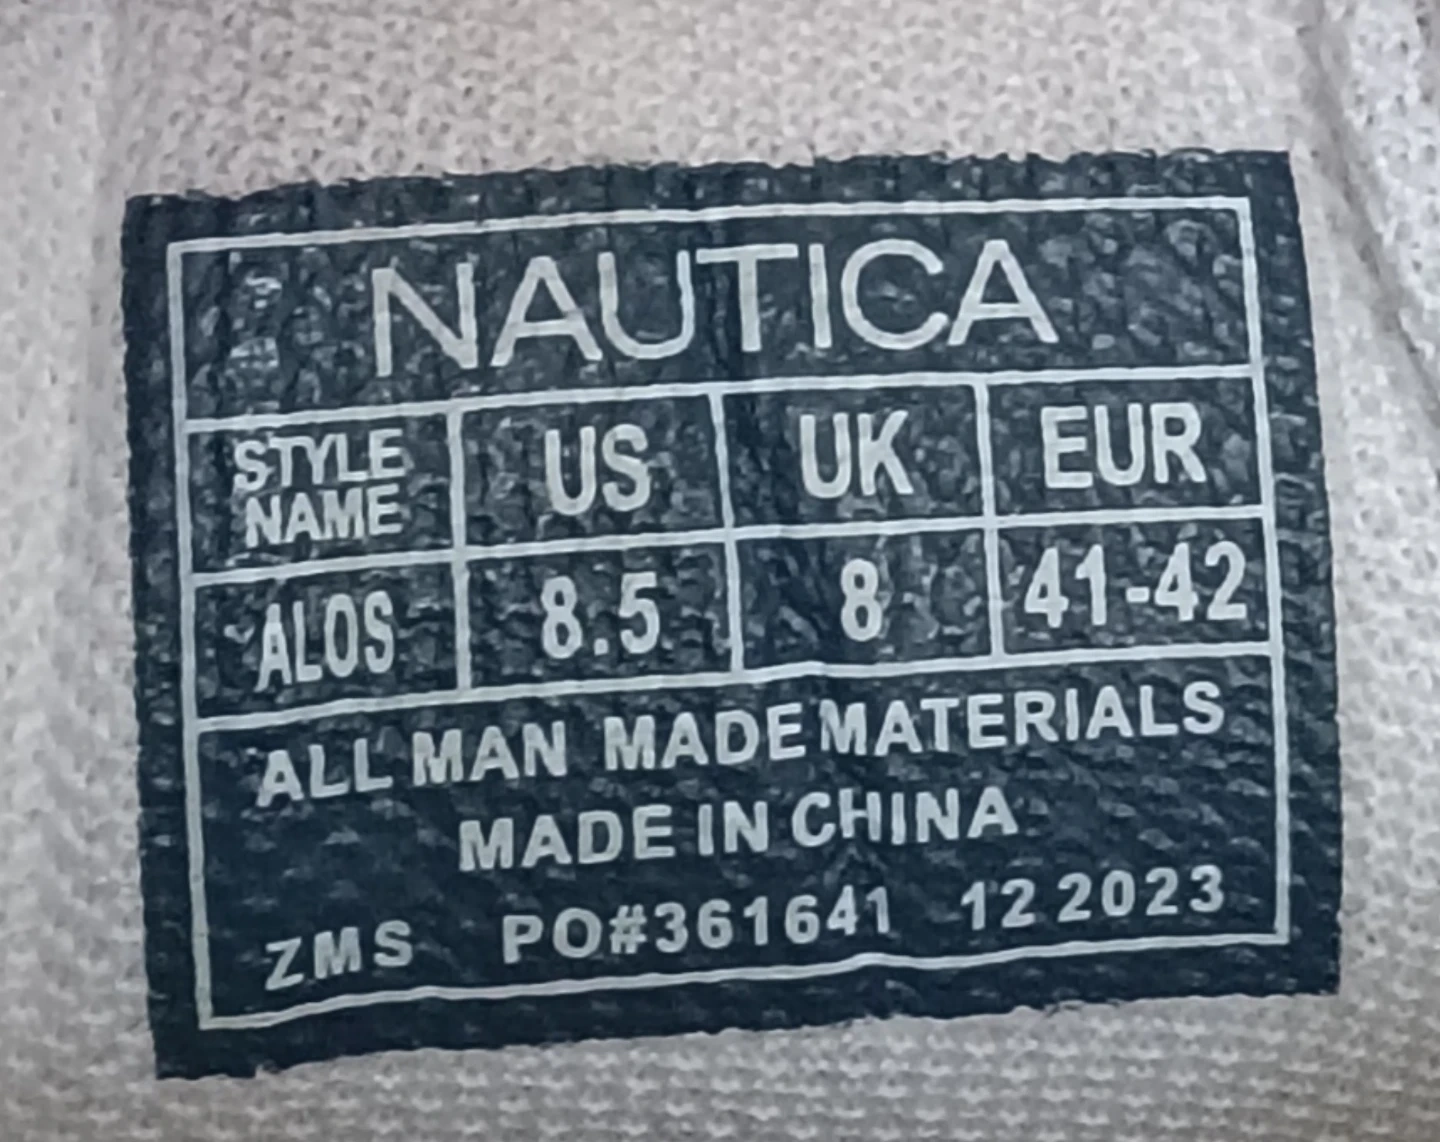 NAUTICA
STYLE NAME US UK EUR
ALOS 8.5 8 41-42
ALL MAN MADE MATERIALS
MADE IN CHINA
ZMS PO#361641 12 2023